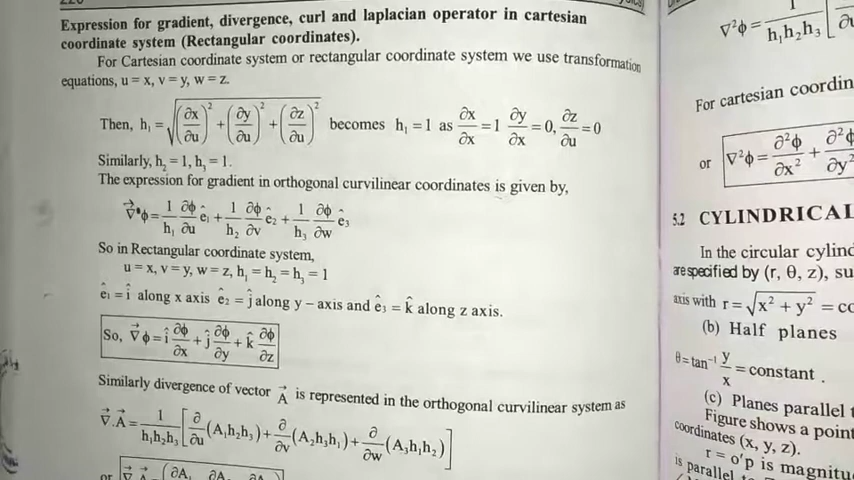 Expression for gradient, divergence, curl and laplacian operator in cartesian
coordinate system (Rectangular coordinates).
For Cartesian coordinate system or rectangular coordinate system we use transformation
equations, u = x, v = y, w = z.
Then, h₁ = √((∂x/∂u)² + (∂y/∂u)² + (∂z/∂u)²) becomes h₁ = 1 as ∂x/∂x = 1 ∂y/∂x = 0, ∂z/∂u = 0
Similarly, h₂ = 1, h₃ = 1.
The expression for gradient in orthogonal curvilinear coordinates is given by,
∇⃗ϕ = 1/h₁ ∂ϕ/∂u ê₁ + 1/h₂ ∂ϕ/∂v ê₂ + 1/h₃ ∂ϕ/∂w ê₃
So in Rectangular coordinate system,
u = x, v = y, w = z, h₁ = h₂ = h₃ = 1
ê₁ = î along x axis ê₂ = ĵ along y – axis and ê₃ = k̂ along z axis.
So, ∇⃗ϕ = î ∂ϕ/∂x + ĵ ∂ϕ/∂y + k̂ ∂ϕ/∂z
Similarly divergence of vector A⃗ is represented in the orthogonal curvilinear system as
∇⃗.A⃗ = 1/h₁h₂h₃ [∂/∂u (A₁h₂h₃) + ∂/∂v (A₂h₃h₁) + ∂/∂w (A₃h₁h₂)]
or
∇²ϕ = 1/h₁h₂h₃ [
For cartesian coordin
or ∇²ϕ = ∂²ϕ/∂x² + ∂²ϕ/∂y²
5.2 CYLINDRICAL
In the circular cylind
are specified by (r, θ, z), su
axis with r = √(x² + y²) = co
(b) Half planes
θ = tan⁻¹ y/x = constant .
(c) Planes parallel t
Figure shows a point
coordinates (x, y, z).
r = o'p is magnitu
is parallel to